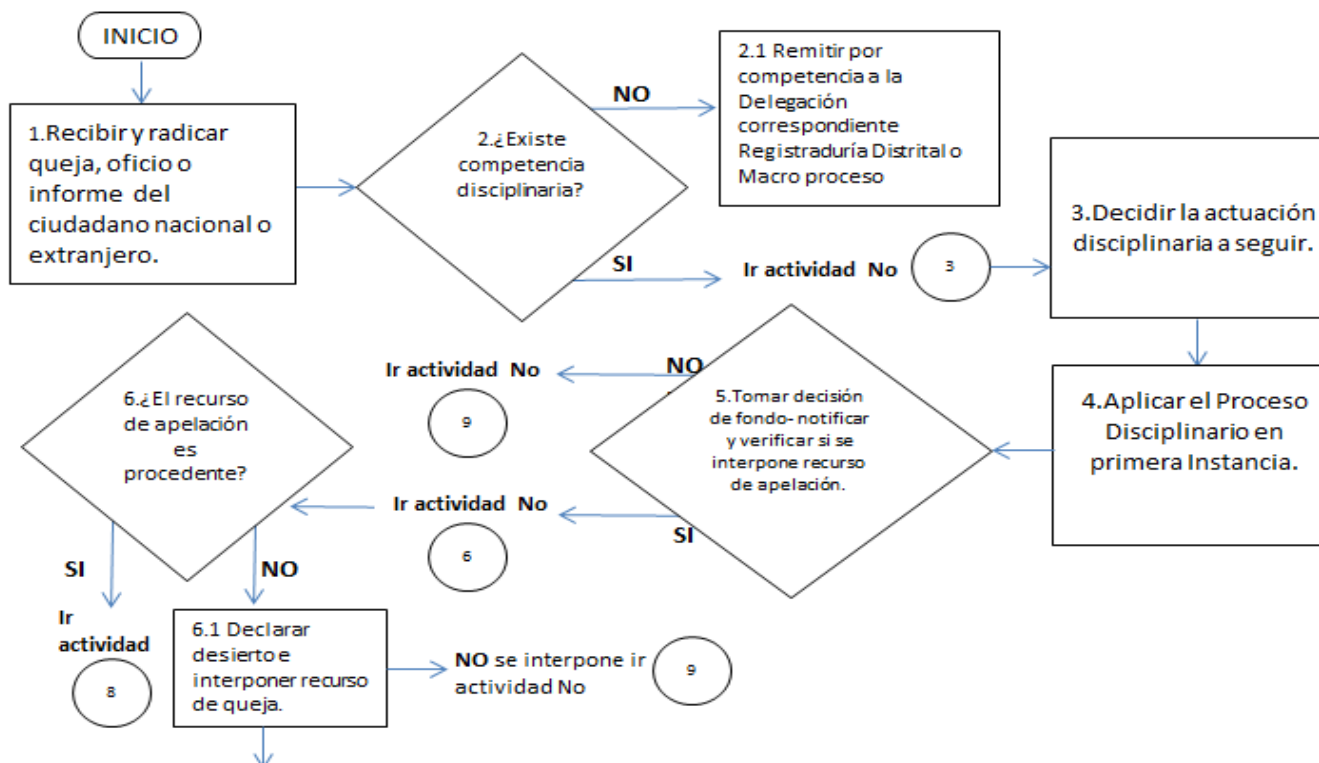 INICIO
1.Recibir y radicar
queja, oficio o
informe del
ciudadano nacional o
extranjero.
2.¿Existe
competencia
disciplinaria?
NO
2.1 Remitir por
competencia a la
Delegación
correspondiente
Registraduría Distrital o
Macro proceso
SI
Ir actividad No
3
3.Decidir la actuación
disciplinaria a seguir.
4.Aplicar el Proceso
Disciplinario en
primera Instancia.
5.Tomar decisión
de fondo- notificar
y verificar si se
interpone recurso
de apelación.
NO
Ir actividad No
9
SI
Ir actividad No
6
6.¿El recurso
de apelación
es
procedente?
SI
Ir
actividad
8
NO
6.1 Declarar
desierto e
interponer recurso
de queja.
NO se interpone ir
actividad No
9